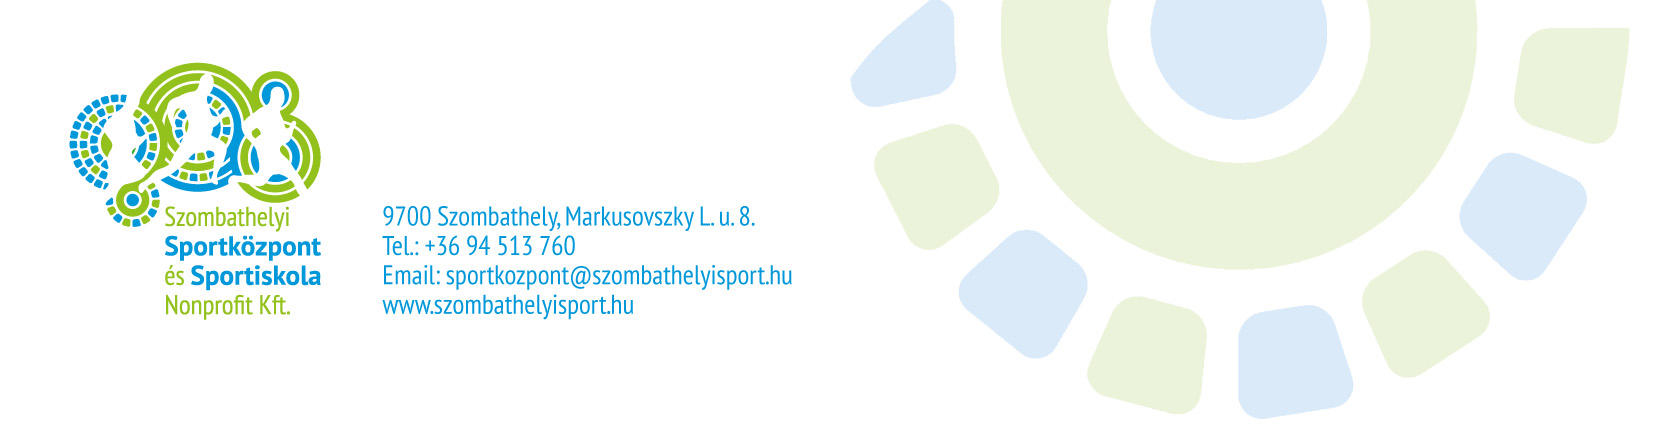 Szombathelyi
Sportközpont
és Sportiskola
Nonprofit Kft.
9700 Szombathely, Markusovszky L. u. 8.
Tel.: +36 94 513 760
Email: sportkozpont@szombathelyisport.hu
www.szombathelyisport.hu